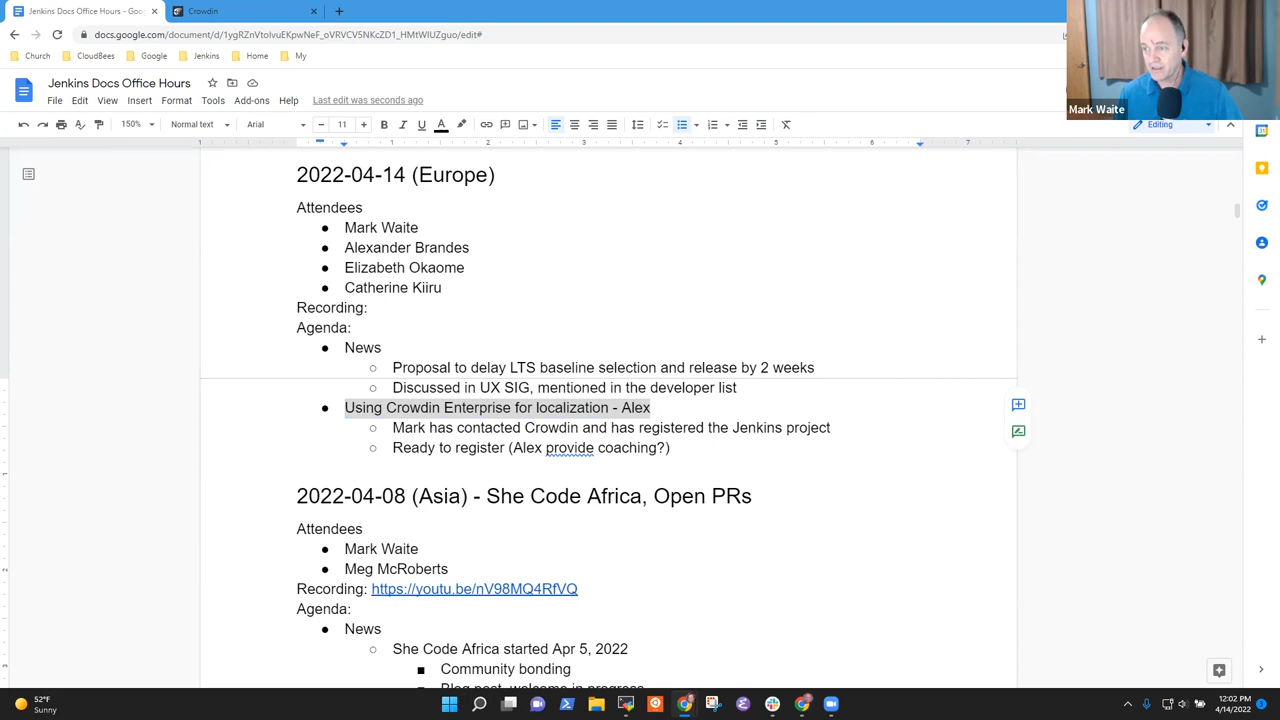 Jenkins Docs Office Hours - Goo
Crowdin
docs.google.com/document/d/1ygRZnVtoIvuEKpwNeF_oVRVCV5NKcZD1_HMtWIUZguo/edit#
Church CloudBees Google Jenkins Home My
Jenkins Docs Office Hours
File Edit View Insert Format Tools Add-ons Help Last edit was seconds ago
150% Normal text Arial 11 Editing
Mark Waite
2022-04-14 (Europe)
Attendees
● Mark Waite
● Alexander Brandes
● Elizabeth Okaome
● Catherine Kiiru
Recording:
Agenda:
● News
○ Proposal to delay LTS baseline selection and release by 2 weeks
○ Discussed in UX SIG, mentioned in the developer list
● Using Crowdin Enterprise for localization - Alex
○ Mark has contacted Crowdin and has registered the Jenkins project
○ Ready to register (Alex provide coaching?)
2022-04-08 (Asia) - She Code Africa, Open PRs
Attendees
● Mark Waite
● Meg McRoberts
Recording: https://youtu.be/nV98MQ4RfVQ
Agenda:
● News
○ She Code Africa started Apr 5, 2022
■ Community bonding
■ Blog post, welcome in progress
52°F
Sunny
12:02 PM
4/14/2022